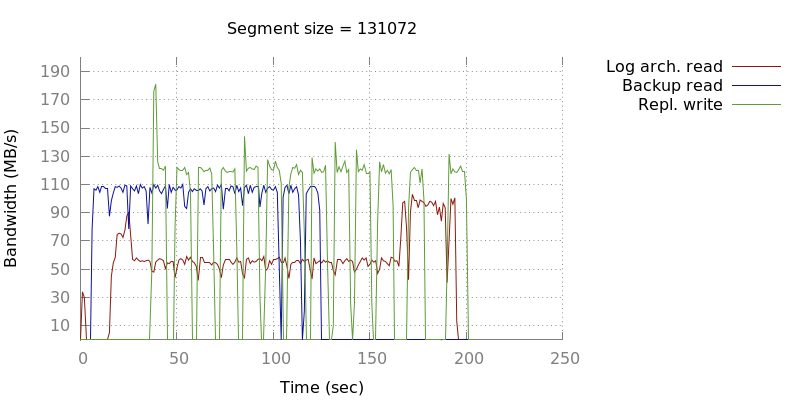 Segment size = 131072
Log arch. read
Backup read
Repl. write
Bandwidth (MB/s)
190
170
150
130
110
90
70
50
30
10
0 50 100 150 200 250
Time (sec)